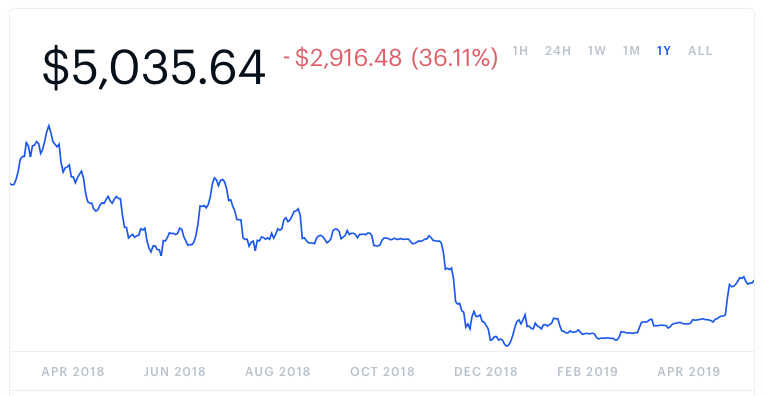 $5,035.64 - $2,916.48 (36.11%) 1H 24H 1W 1M 1Y ALL
APR 2018 JUN 2018 AUG 2018 OCT 2018 DEC 2018 FEB 2019 APR 2019